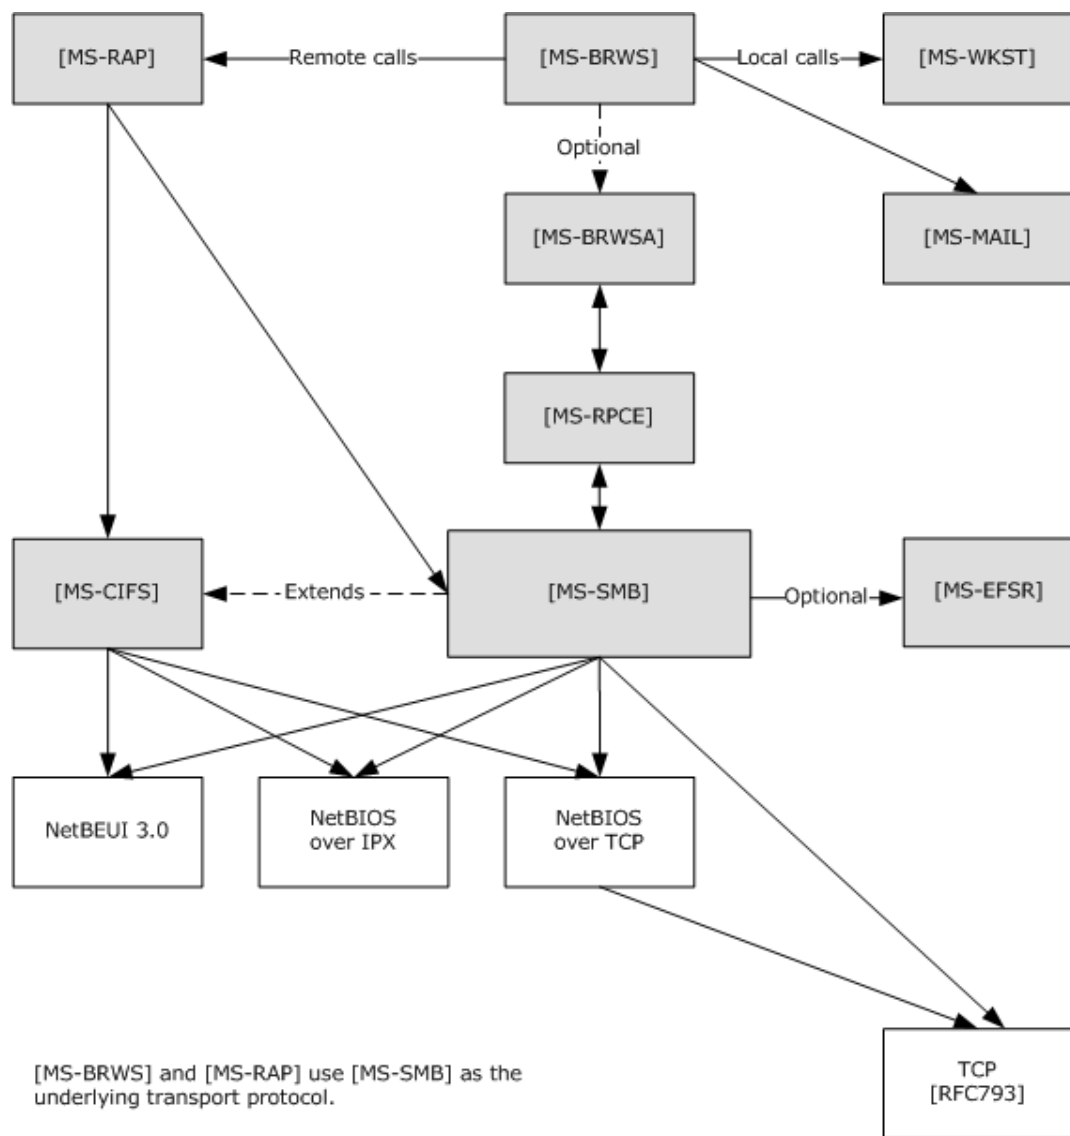 [MS-RAP]
Remote calls
[MS-BRWS]
Local calls
[MS-WKST]
Optional
[MS-BRWSA]
[MS-MAIL]
[MS-RPCE]
[MS-CIFS]
Extends
[MS-SMB]
Optional
[MS-EFSR]
NetBEUI 3.0
NetBIOS
over IPX
NetBIOS
over TCP
[MS-BRWS] and [MS-RAP] use [MS-SMB] as the
underlying transport protocol.
TCP
[RFC793]